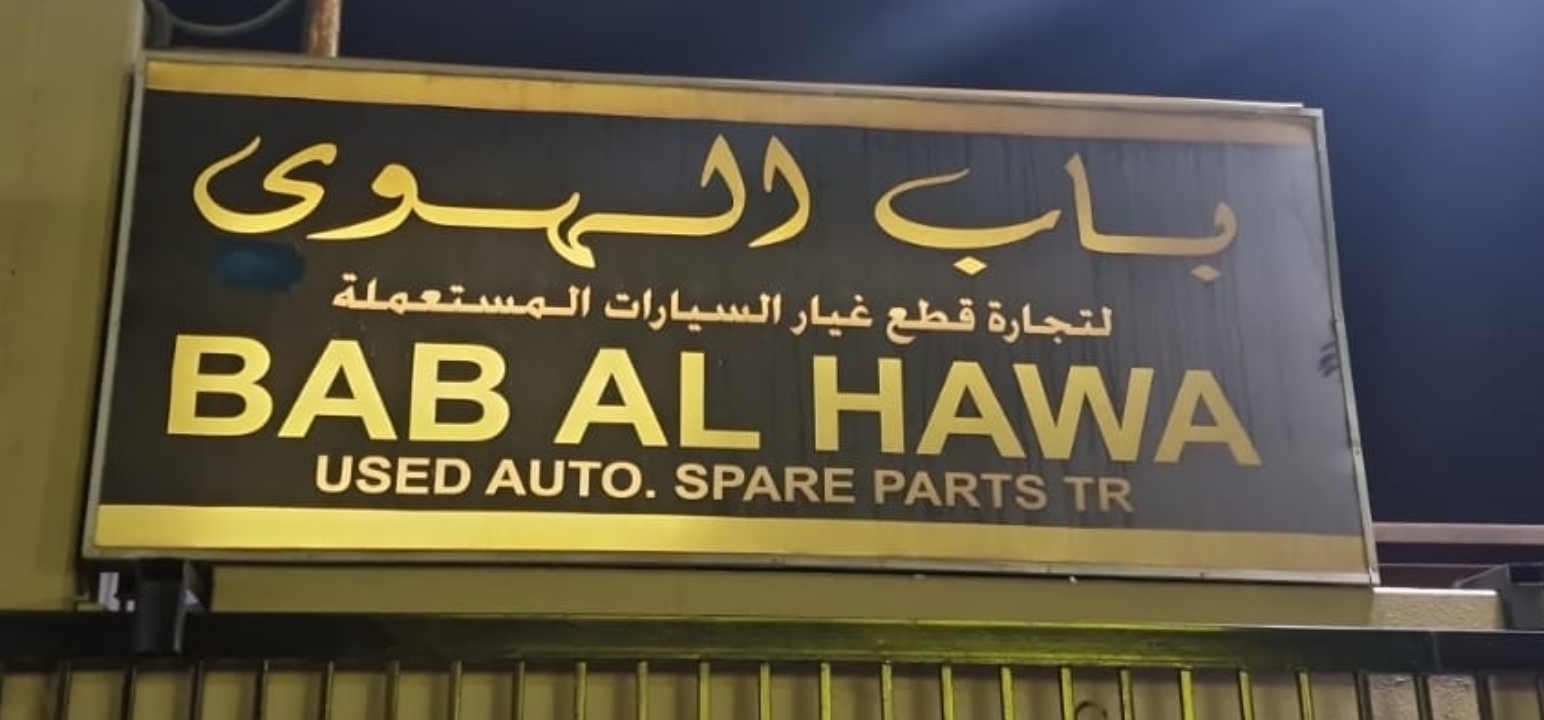 باب الهوى
لتجارة قطع غيار السيارات المستعملة
BAB AL HAWA
USED AUTO. SPARE PARTS TR